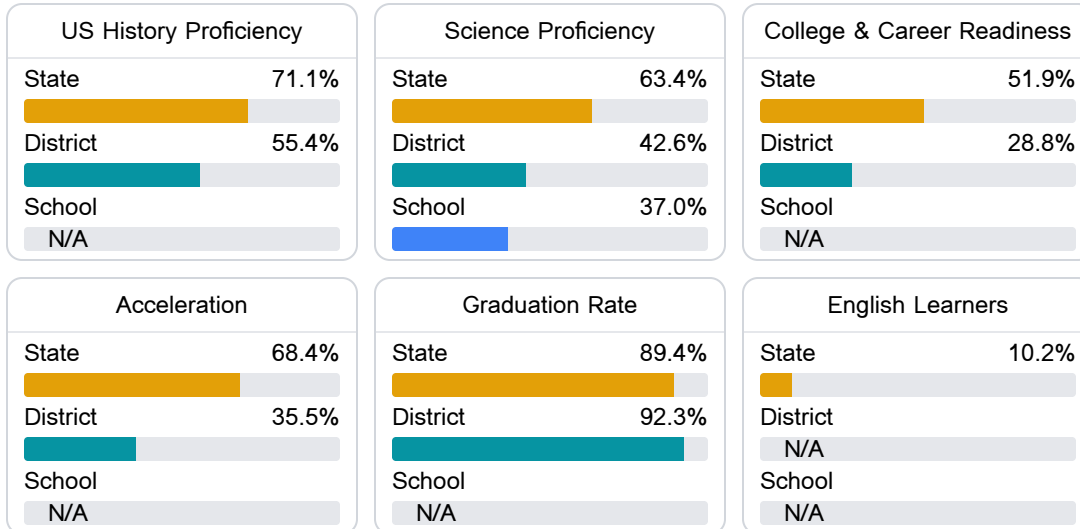 US History Proficiency
State 71.1%
District 55.4%
School
N/A
Science Proficiency
State 63.4%
District 42.6%
School 37.0%
College & Career Readiness
State 51.9%
District 28.8%
School
N/A
Acceleration
State 68.4%
District 35.5%
School
N/A
Graduation Rate
State 89.4%
District 92.3%
School
N/A
English Learners
State 10.2%
District
N/A
School
N/A